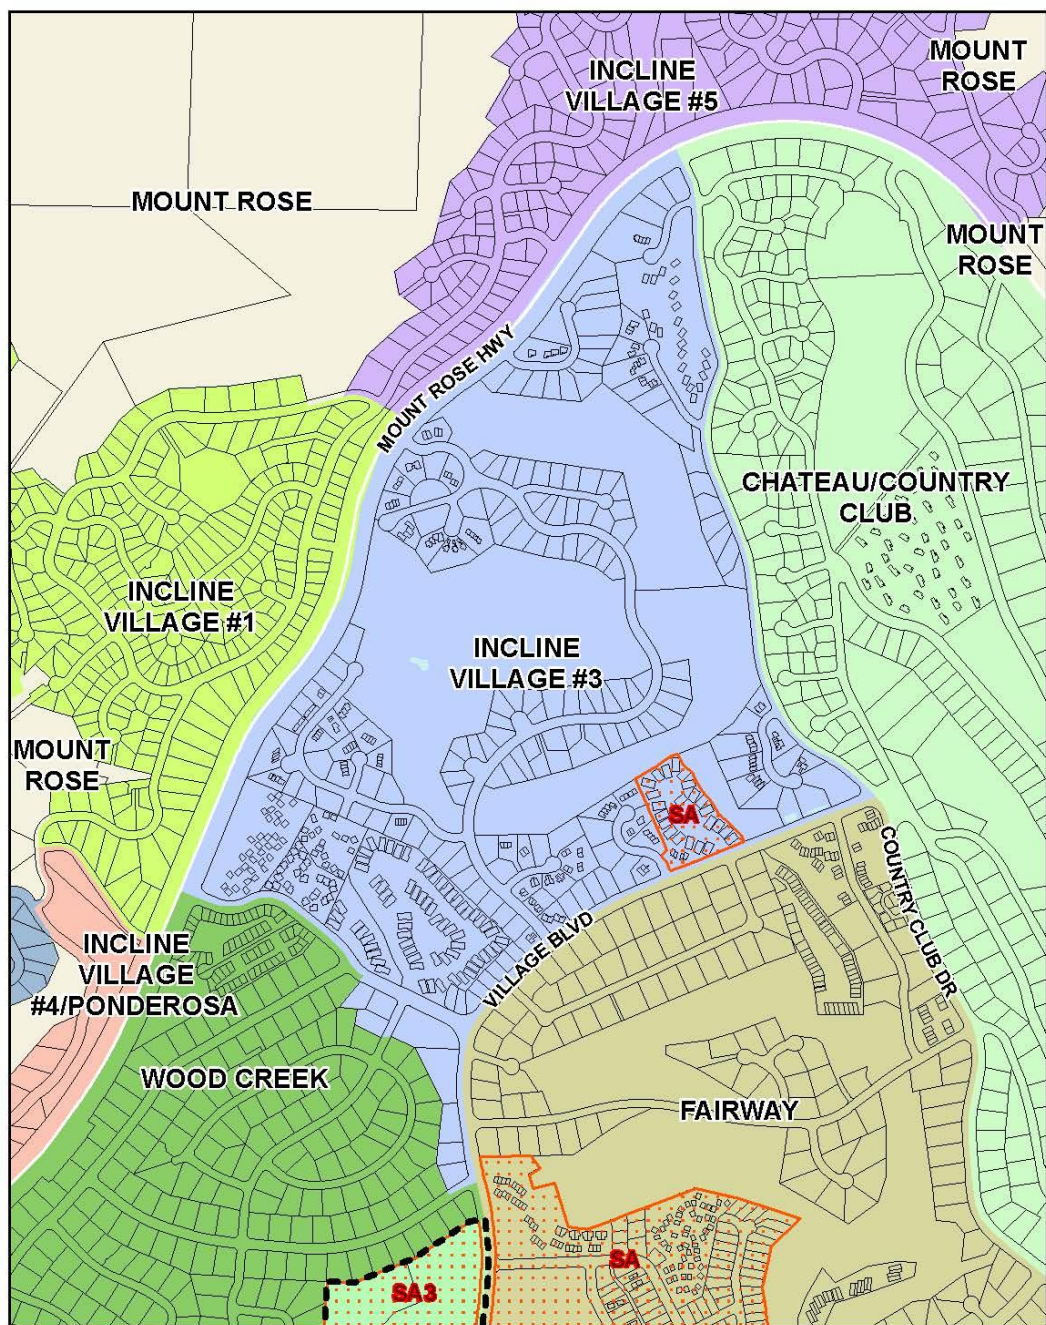 INCLINE
VILLAGE #5
MOUNT
ROSE
MOUNT ROSE
MOUNT
ROSE
MOUNT ROSE HWY
CHATEAU/COUNTRY
CLUB
INCLINE
VILLAGE #1
INCLINE
VILLAGE #3
MOUNT
ROSE
SA
COUNTRY CLUB DR
VILLAGE BLVD
INCLINE
VILLAGE
#4/PONDEROSA
WOOD CREEK
FAIRWAY
SA
SA3